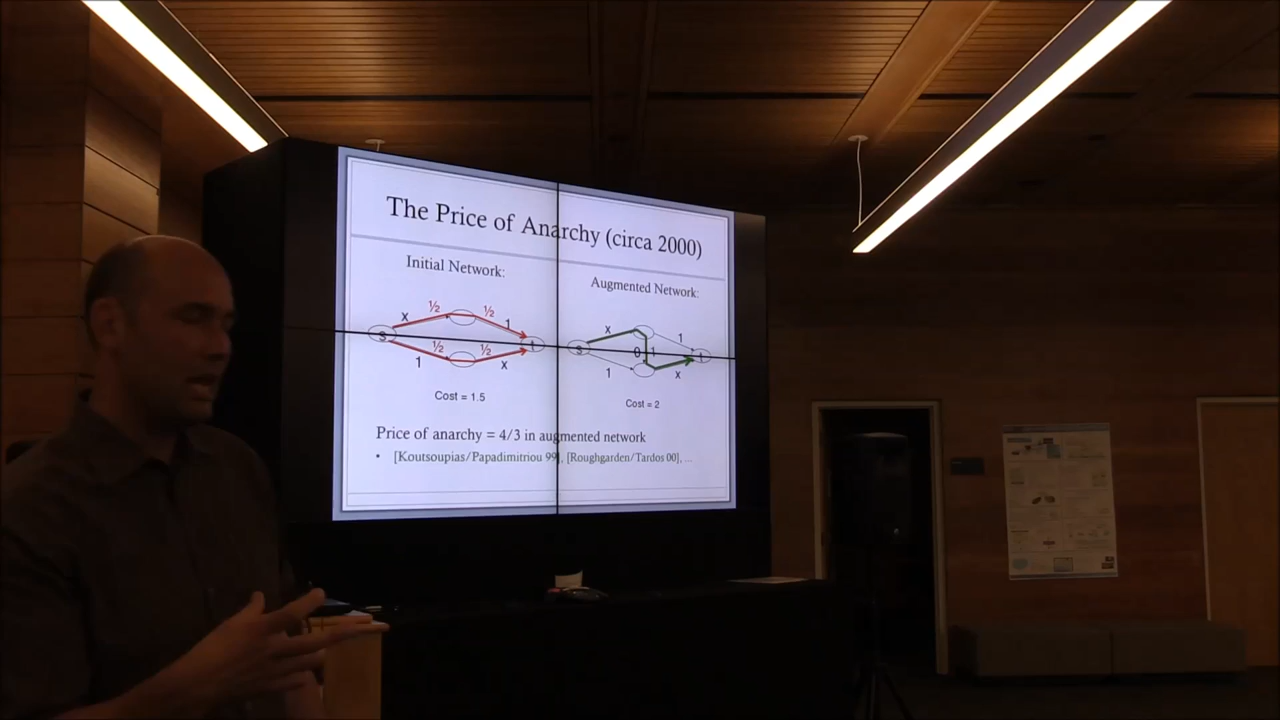 The Price of Anarchy (circa 2000)
Initial Network:
Augmented Network:
x ½ ½ 1
s ½ ½ t
1 x
x 1
s 0 1 t
1 x
Cost = 1.5
Cost = 2
Price of anarchy = 4/3 in augmented network
• [Koutsoupias/Papadimitriou 99], [Roughgarden/Tardos 00], ...